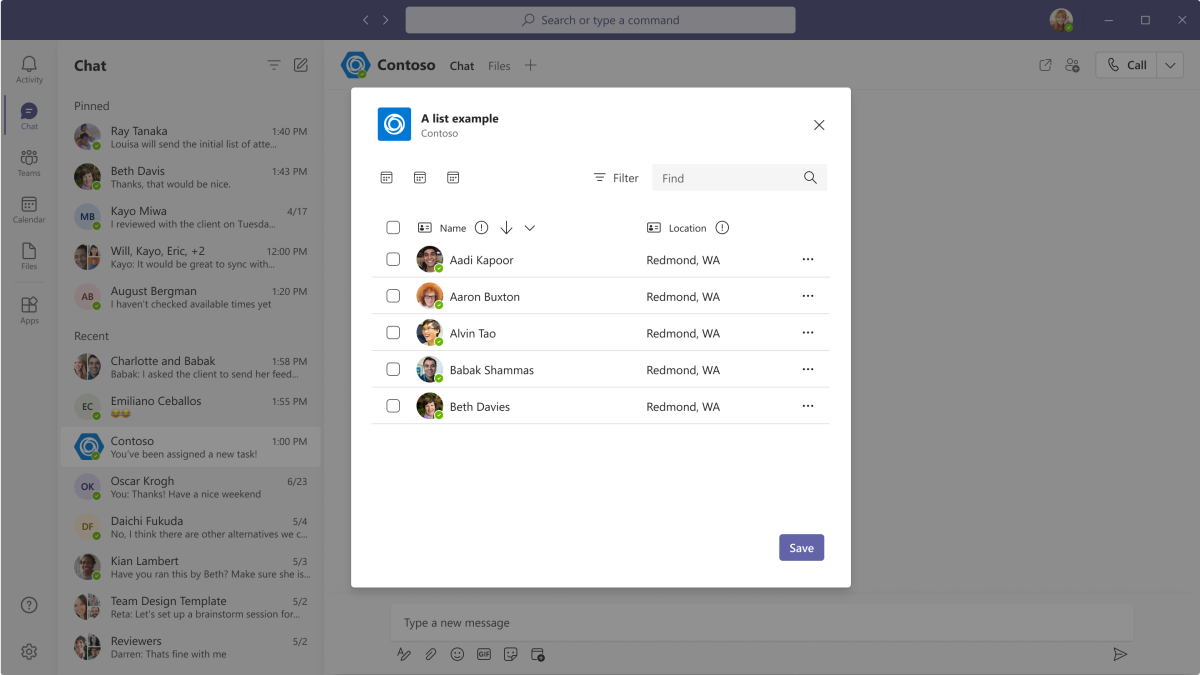 Search or type a command
Activity
Chat
Teams
Calendar
Files
Apps
Chat
Pinned
Ray Tanaka 1:40 PM
Louisa will send the initial list of atte...
Beth Davis 1:43 PM
Thanks, that would be nice.
MB
Kayo Miwa 4/17
I reviewed with the client on Tuesda...
Will, Kayo, Eric, +2 12:00 PM
Kayo: It would be great to sync with...
AB
August Bergman 1:20 PM
I haven't checked available times yet
Recent
Charlotte and Babak 1:58 PM
Babak: I asked the client to send her feed...
EC
Emiliano Ceballos 1:55 PM
😂😂
Contoso 1:00 PM
You've been assigned a new task!
OK
Oscar Krogh 6/23
You: Thanks! Have a nice weekend
DF
Daichi Fukuda 5/4
No, I think there are other alternatives we c...
Kian Lambert 5/3
Have you ran this by Beth? Make sure she is...
Team Design Template 5/2
Reta: Let's set up a brainstorm session for...
Reviewers 5/2
Darren: Thats fine with me
Contoso Chat Files
Call
A list example
Contoso
Filter Find
Name Location
Aadi Kapoor Redmond, WA
Aaron Buxton Redmond, WA
Alvin Tao Redmond, WA
Babak Shammas Redmond, WA
Beth Davies Redmond, WA
Save
Type a new message
GIF